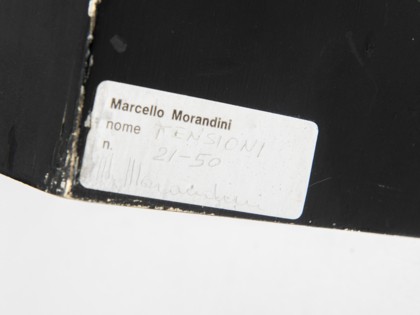 Marcello Morandini
nome TENSIONI
n. 21-50